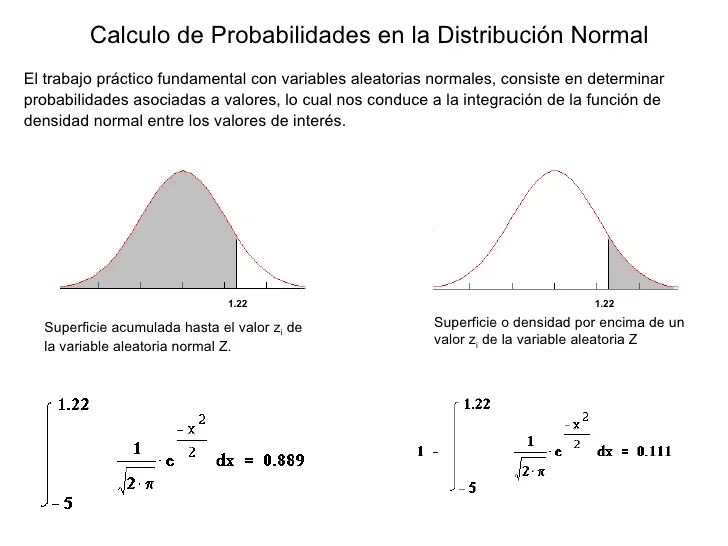 Calculo de Probabilidades en la Distribución Normal
El trabajo práctico fundamental con variables aleatorias normales, consiste en determinar
probabilidades asociadas a valores, lo cual nos conduce a la integración de la función de
densidad normal entre los valores de interés.
1.22
Superficie acumulada hasta el valor zi de
la variable aleatoria normal Z.
1.22
Superficie o densidad por encima de un
valor zi de la variable aleatoria Z
∫ 1.22 −5 1/√(2·π) · e^(−x²/2) dx = 0.889
1 − ∫ 1.22 −5 1/√(2·π) · e^(−x²/2) dx = 0.111